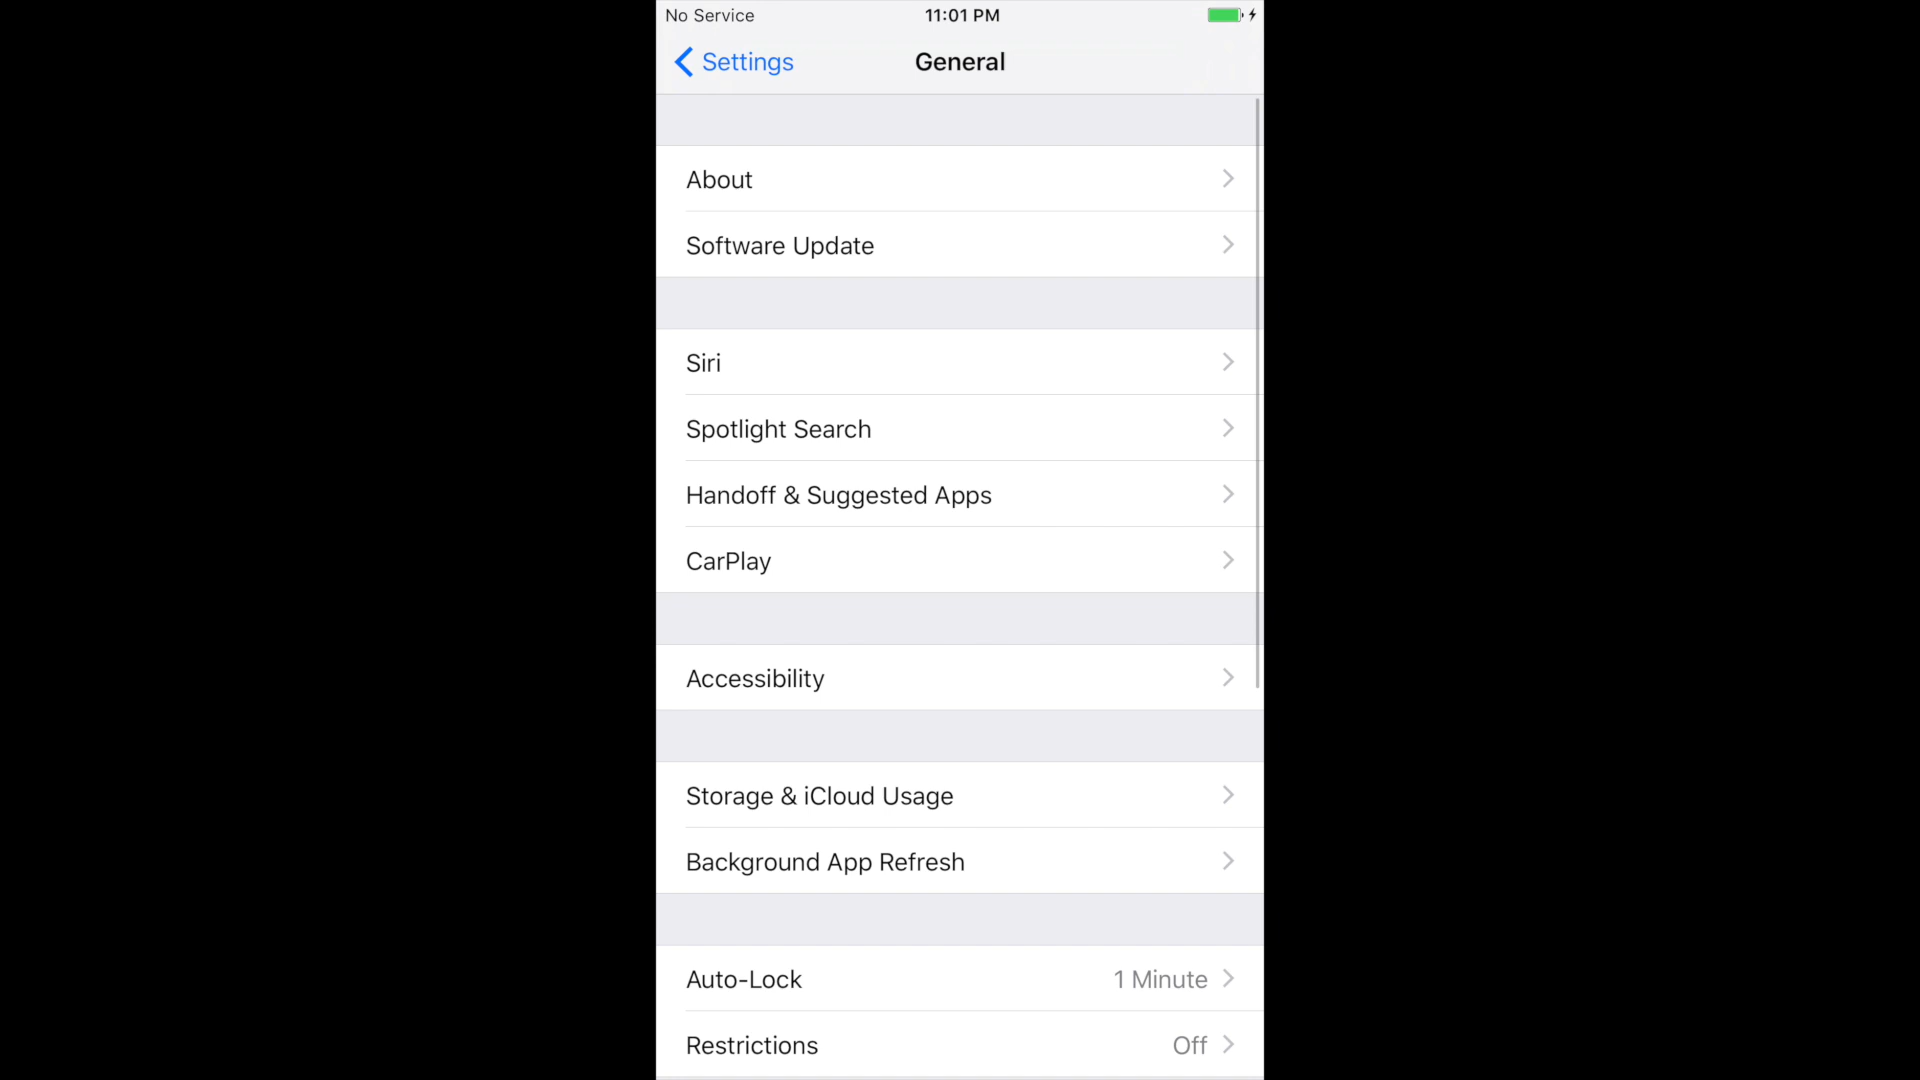 No Service 11:01 PM
Settings General
About
Software Update
Siri
Spotlight Search
Handoff & Suggested Apps
CarPlay
Accessibility
Storage & iCloud Usage
Background App Refresh
Auto-Lock 1 Minute
Restrictions Off